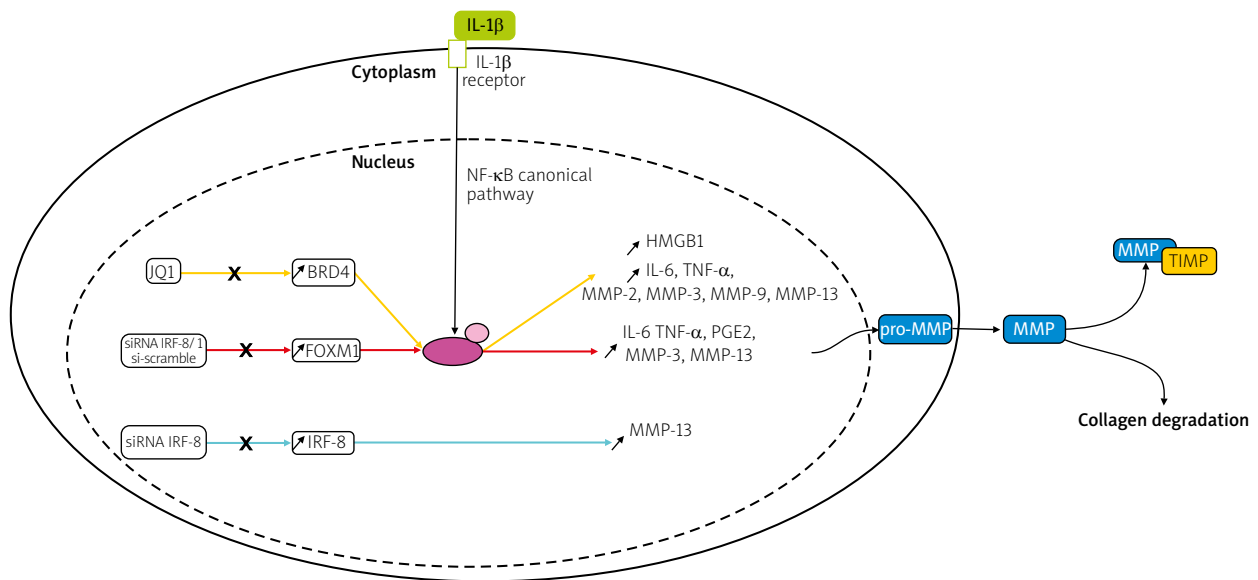 IL-1β
Cytoplasm
IL-1β
receptor
Nucleus
NF-κB canonical
pathway
HMGB1
JQ1
X
BRD4
IL-6, TNF-α,
MMP-2, MMP-3, MMP-9, MMP-13
MMP
TIMP
siRNA IRF-8/ 1
si-scramble
X
FOXM1
IL-6 TNF-α, PGE2,
MMP-3, MMP-13
pro-MMP
MMP
Collagen degradation
siRNA IRF-8
X
IRF-8
MMP-13